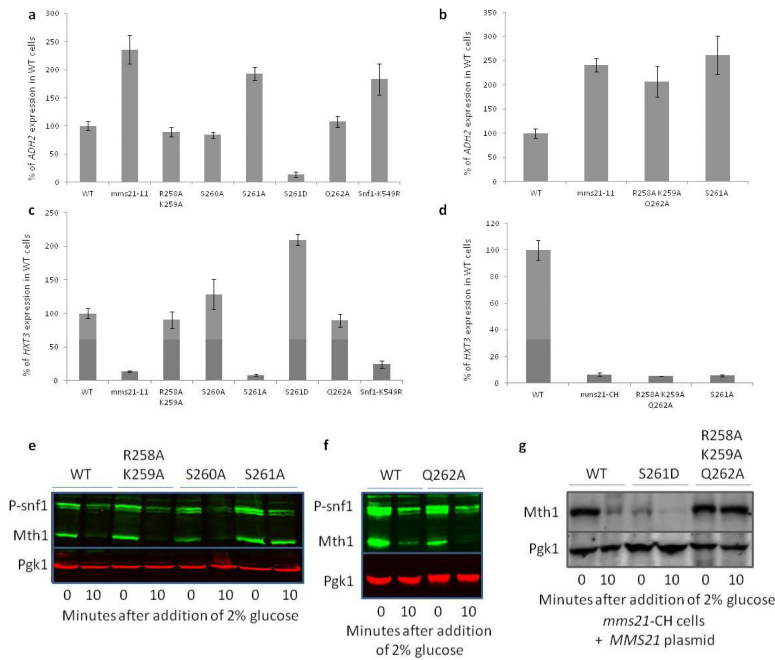 a
% of ADH2 expression in WT cells
300
250
200
150
100
50
0
WT mms21-11 R258A K259A S260A S261A S261D Q262A Snf1-K549R
b
% of ADH2 expression in WT cells
350
300
250
200
150
100
50
0
WT mms21-11 R258A K259A Q262A S261A
c
% of HXT3 expression in WT cells
300
250
200
150
100
50
0
WT mms21-11 R258A K259A S260A S261A S261D Q262A Snf1-K549R
d
% of HXT3 expression in WT cells
120
100
80
60
40
20
0
WT mms21-CH R258A K259A Q262A S261A
e
WT R258A K259A S260A S261A
P-snf1
Mth1
Pgk1
0 10 0 10 0 10 0 10
Minutes after addition of 2% glucose
f
WT Q262A
P-snf1
Mth1
Pgk1
0 10 0 10
Minutes after addition
of 2% glucose
g
WT S261D R258A K259A Q262A
Mth1
Pgk1
0 10 0 10 0 10
Minutes after addition of 2% glucose
mms21-CH cells
+ MMS21 plasmid